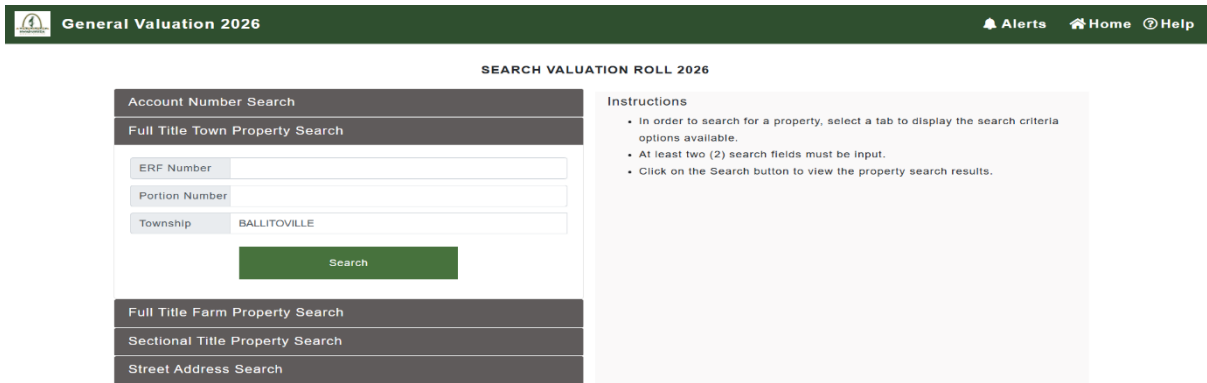 General Valuation 2026
Alerts
Home
Help
SEARCH VALUATION ROLL 2026
Account Number Search
Full Title Town Property Search
ERF Number
Portion Number
Township
BALLITOVILLE
Search
Full Title Farm Property Search
Sectional Title Property Search
Street Address Search
Instructions
• In order to search for a property, select a tab to display the search criteria
options available.
• At least two (2) search fields must be input.
• Click on the Search button to view the property search results.